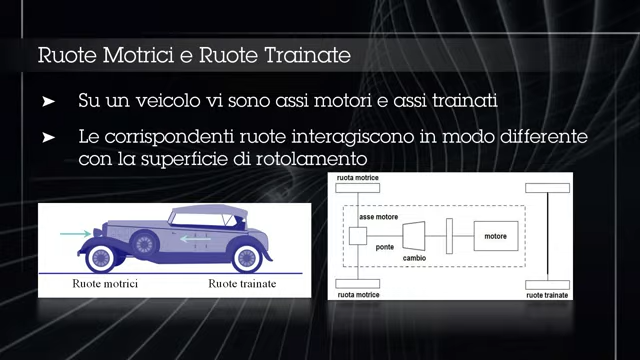 Ruote Motrici e Ruote Trainate
➤ Su un veicolo vi sono assi motori e assi trainati
➤ Le corrispondenti ruote interagiscono in modo differente
con la superficie di rotolamento
Ruote motrici
Ruote trainate
ruota motrice
asse motore
ponte
cambio
motore
ruota motrice
ruote trainate